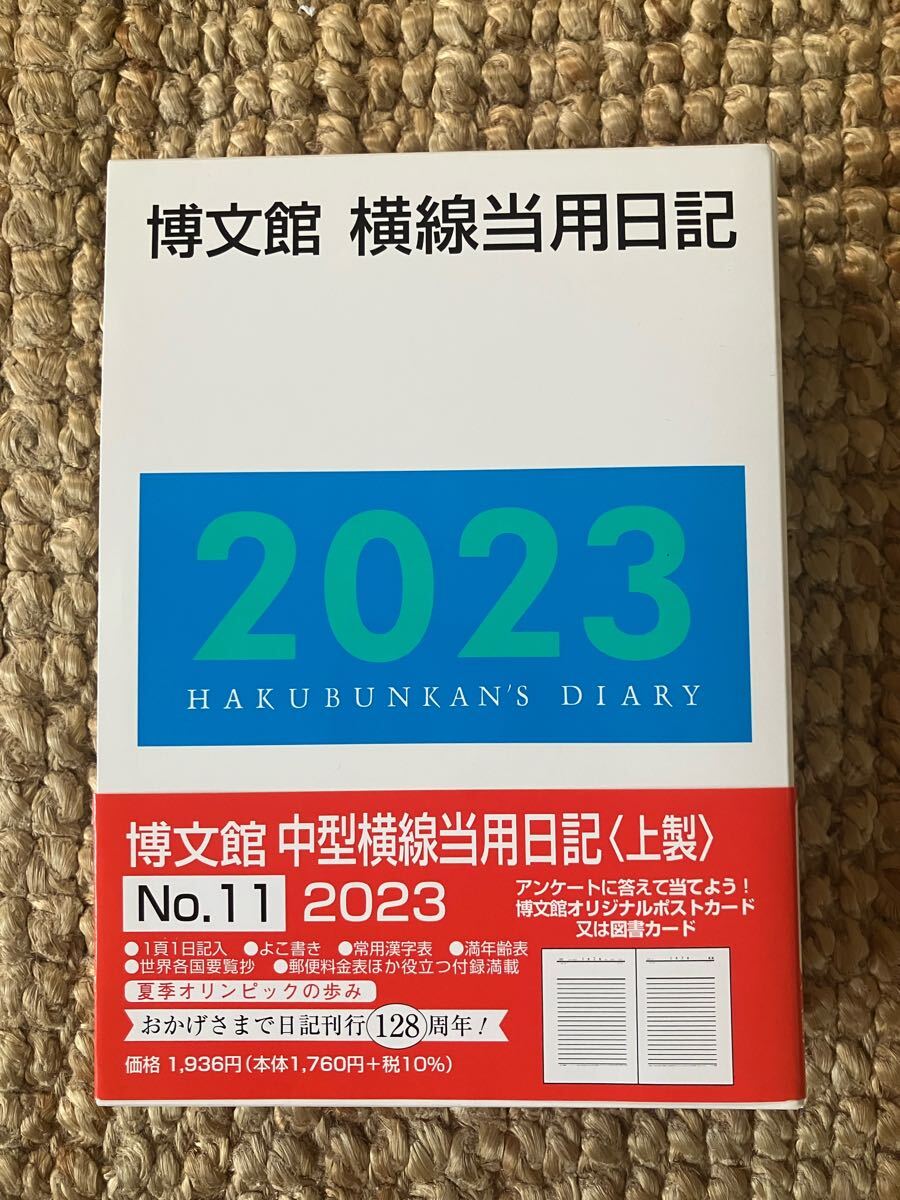 博文館 横線当用日記
2023
HAKUBUNKAN'S DIARY
博文館 中型横線当用日記〈上製〉
No.11 2023
アンケートに答えて当てよう！
博文館オリジナルポストカード
又は図書カード
●1頁1日記入 ●よこ書き ●常用漢字表 ●満年齢表
●世界各国要覧抄 ●郵便料金表ほか役立つ付録満載
夏季オリンピックの歩み
おかげさまで日記刊行128周年！
価格 1,936円（本体1,760円＋税10%）